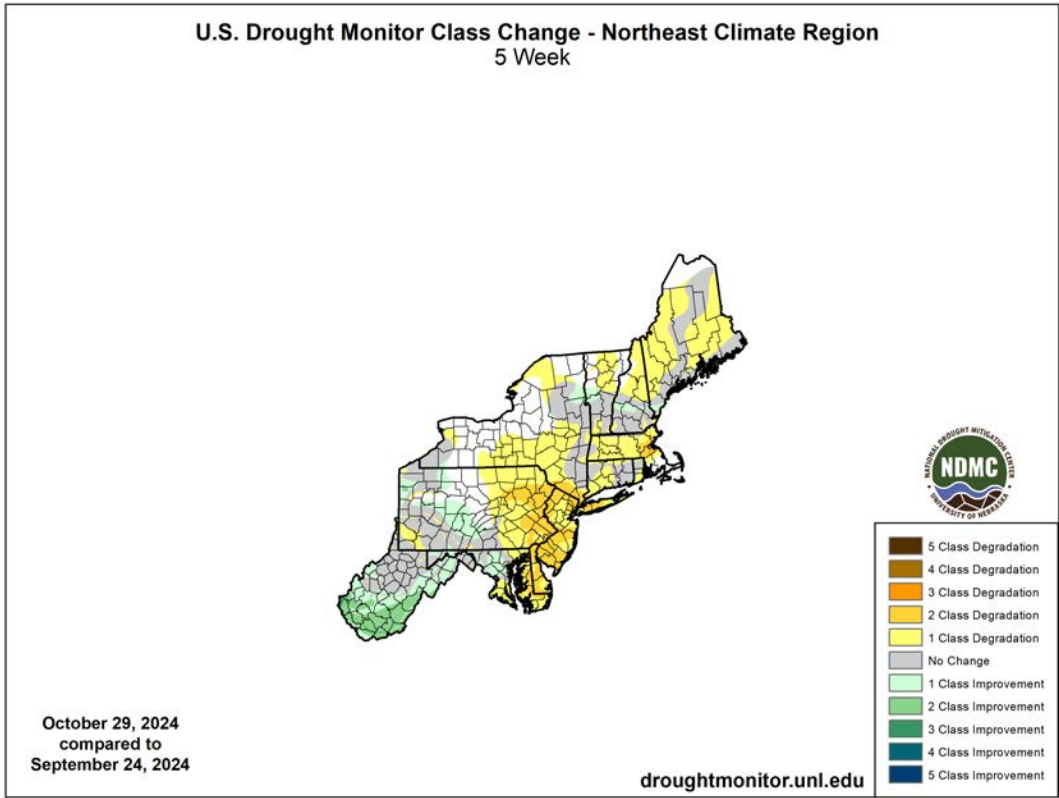 U.S. Drought Monitor Class Change - Northeast Climate Region
5 Week
NATIONAL DROUGHT MITIGATION CENTER
NDMC
UNIVERSITY OF NEBRASKA
5 Class Degradation
4 Class Degradation
3 Class Degradation
2 Class Degradation
1 Class Degradation
No Change
1 Class Improvement
2 Class Improvement
3 Class Improvement
4 Class Improvement
5 Class Improvement
October 29, 2024
compared to
September 24, 2024
droughtmonitor.unl.edu